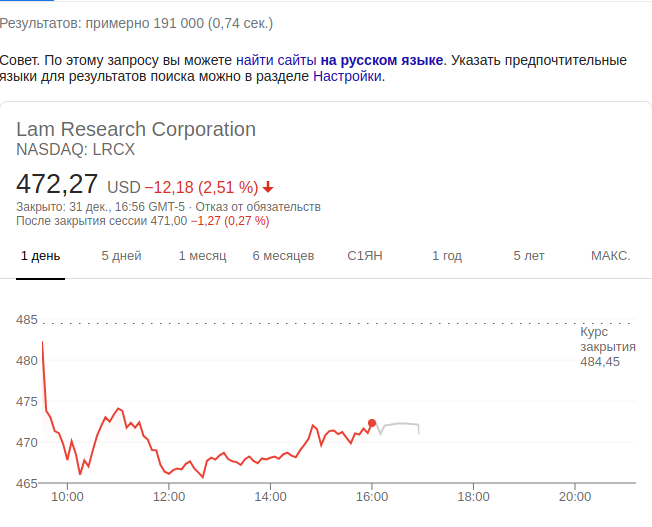 Результатов: примерно 191 000 (0,74 сек.)
Совет. По этому запросу вы можете найти сайты на русском языке. Указать предпочтительные
языки для результатов поиска можно в разделе Настройки.
Lam Research Corporation
NASDAQ: LRCX
472,27 USD −12,18 (2,51 %)
Закрыто: 31 дек., 16:56 GMT-5 · Отказ от обязательств
После закрытия сессии 471,00 −1,27 (0,27 %)
1 день 5 дней 1 месяц 6 месяцев С1ЯН 1 год 5 лет МАКС.
485
Курс
закрытия
484,45
480
475
470
465
10:00 12:00 14:00 16:00 18:00 20:00